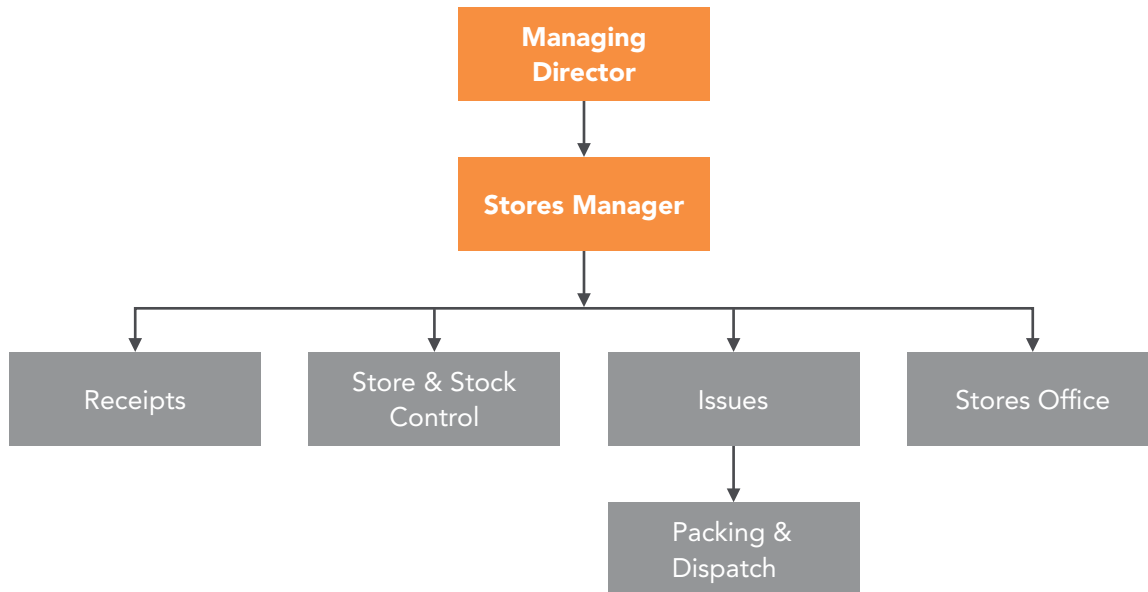 Managing
Director
Stores Manager
Receipts
Store & Stock
Control
Issues
Stores Office
Packing &
Dispatch